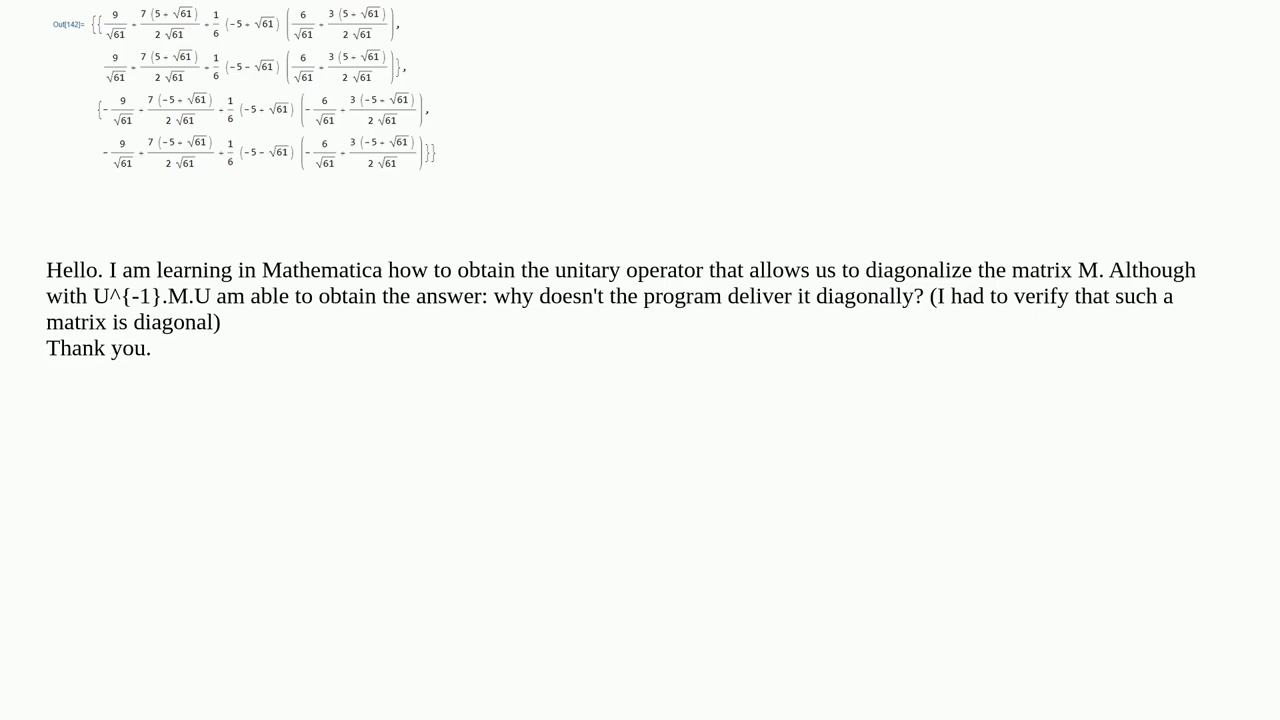 Out[142]= {{9/√61 + 7 (5 + √61)/2 √61 + 1/6 (-5 + √61) (6/√61 + 3 (5 + √61)/2 √61),
9/√61 + 7 (5 + √61)/2 √61 + 1/6 (-5 - √61) (6/√61 + 3 (5 + √61)/2 √61)},
{-9/√61 + 7 (-5 + √61)/2 √61 + 1/6 (-5 + √61) (-6/√61 + 3 (-5 + √61)/2 √61),
-9/√61 + 7 (-5 + √61)/2 √61 + 1/6 (-5 - √61) (-6/√61 + 3 (-5 + √61)/2 √61)}}
Hello. I am learning in Mathematica how to obtain the unitary operator that allows us to diagonalize the matrix M. Although
with U^{-1}.M.U am able to obtain the answer: why doesn't the program deliver it diagonally? (I had to verify that such a
matrix is diagonal)
Thank you.